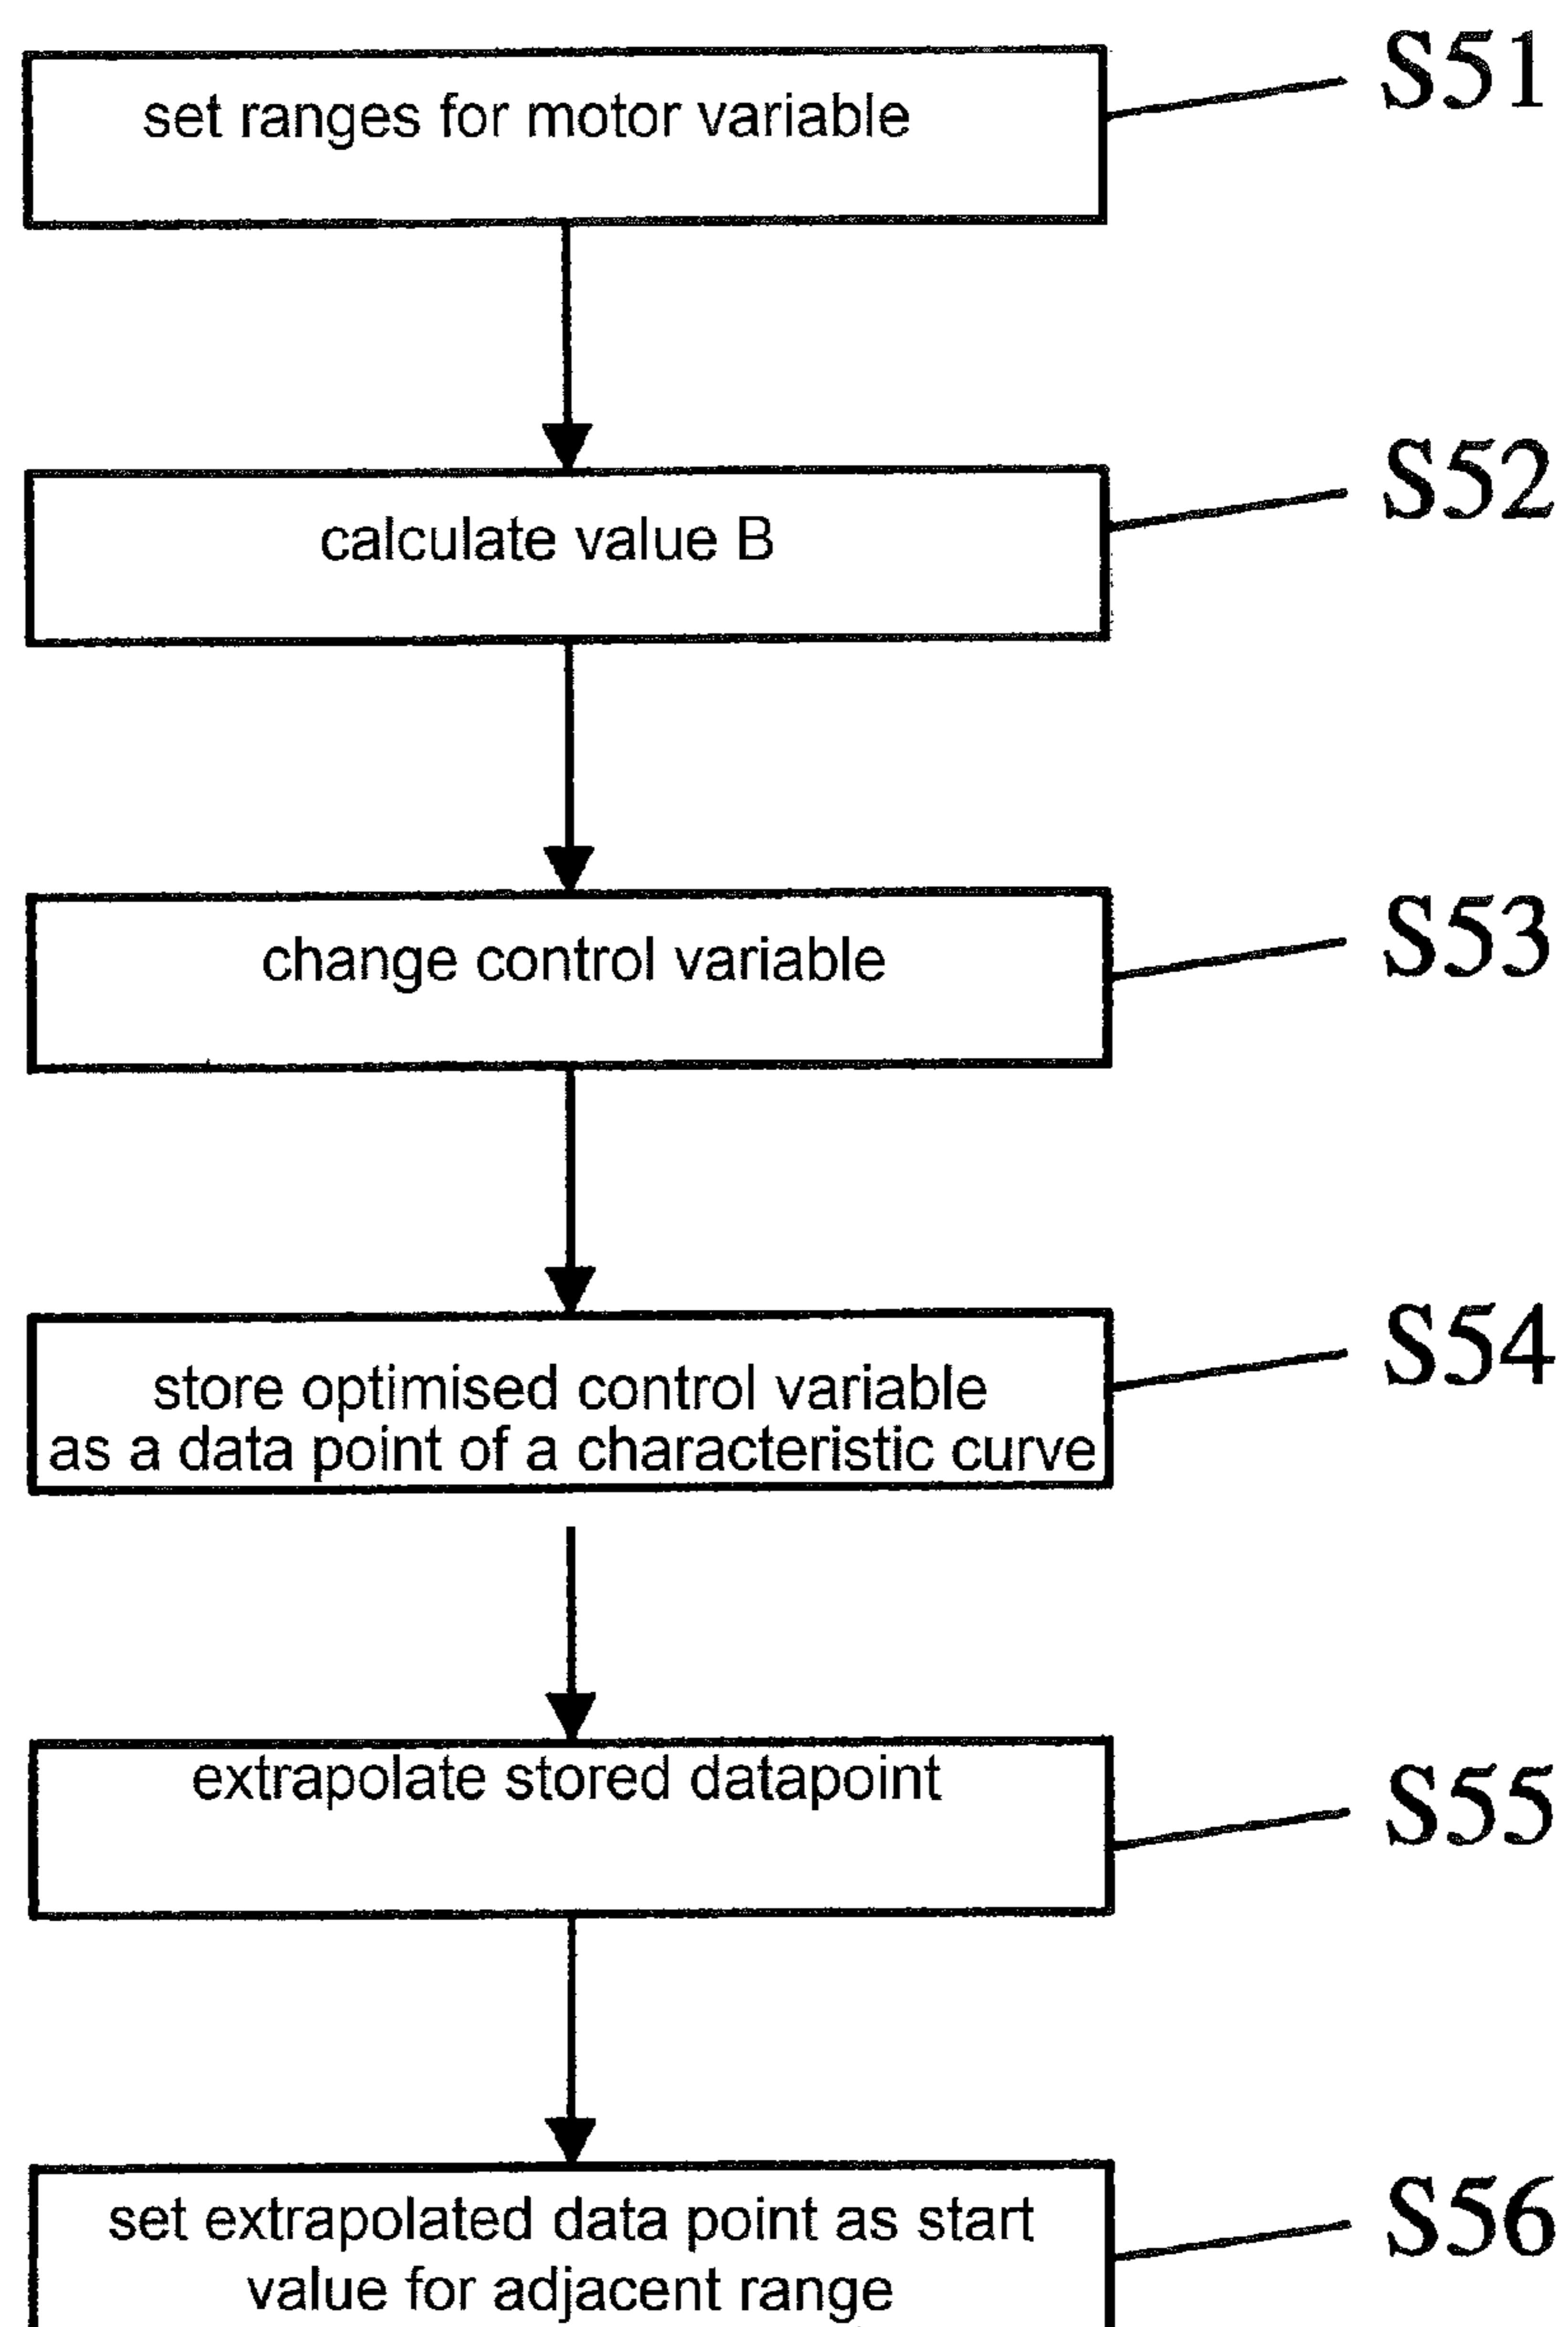 set ranges for motor variable
S51
calculate value B
S52
change control variable
S53
store optimised control variable
as a data point of a characteristic curve
S54
extrapolate stored datapoint
S55
set extrapolated data point as start
value for adjacent range
S56